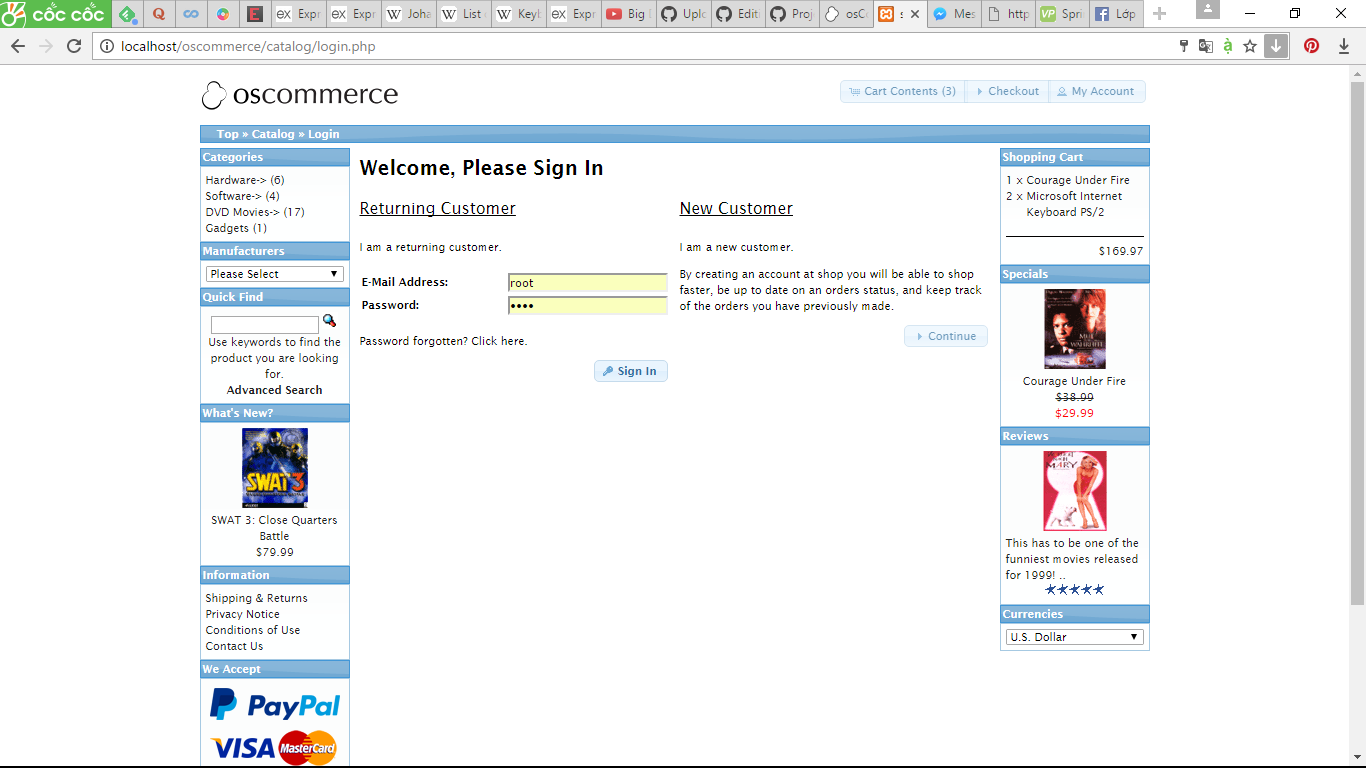 cốc cốc
Expr
Expr
Joha
List
Keyb
Expr
Big
Uplo
Edit
Proj
osC
s
Mes
http
Spri
Lớp
localhost/oscommerce/catalog/login.php
oscommerce
Cart Contents (3)
Checkout
My Account
Top » Catalog » Login
Categories
Hardware-> (6)
Software-> (4)
DVD Movies-> (17)
Gadgets (1)
Manufacturers
Please Select
Quick Find
Use keywords to find the
product you are looking
for.
Advanced Search
What's New?
SWAT 3
SWAT 3: Close Quarters
Battle
$79.99
Information
Shipping & Returns
Privacy Notice
Conditions of Use
Contact Us
We Accept
PayPal
VISA MasterCard
Welcome, Please Sign In
Returning Customer
I am a returning customer.
E-Mail Address: root
Password: ••••
Password forgotten? Click here.
Sign In
New Customer
I am a new customer.
By creating an account at shop you will be able to shop
faster, be up to date on an orders status, and keep track
of the orders you have previously made.
Continue
Shopping Cart
1 x Courage Under Fire
2 x Microsoft Internet
Keyboard PS/2
$169.97
Specials
Courage Under Fire
$38.99
$29.99
Reviews
MARY
This has to be one of the
funniest movies released
for 1999! ..
Currencies
U.S. Dollar